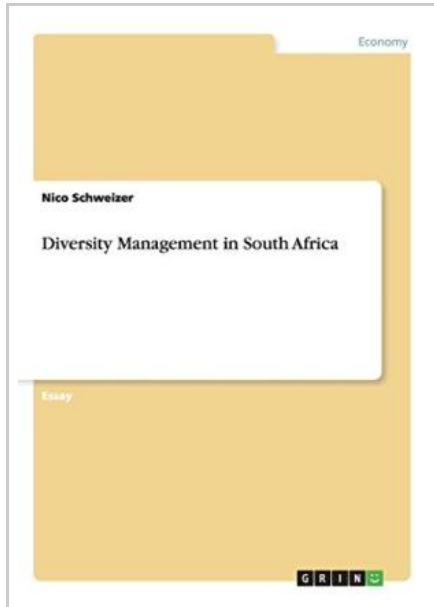 Economy
Nico Schweizer
Diversity Management in South Africa
Essay
GRIN